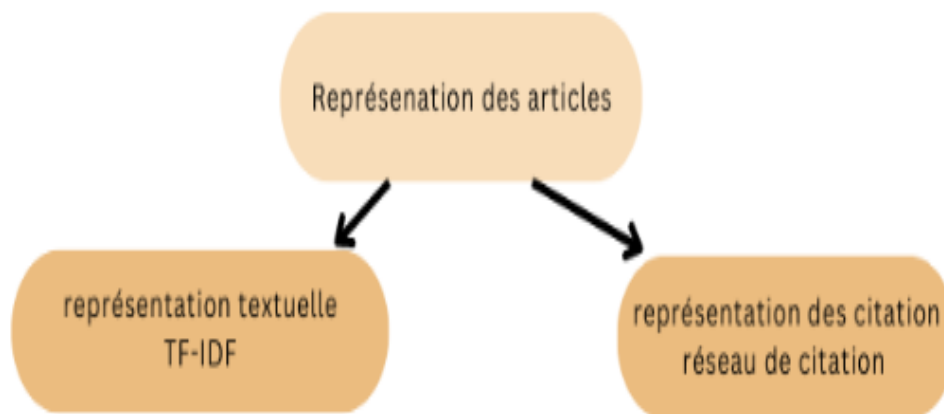 Représenation des articles
représentation textuelle
TF-IDF
représentation des citation
réseau de citation